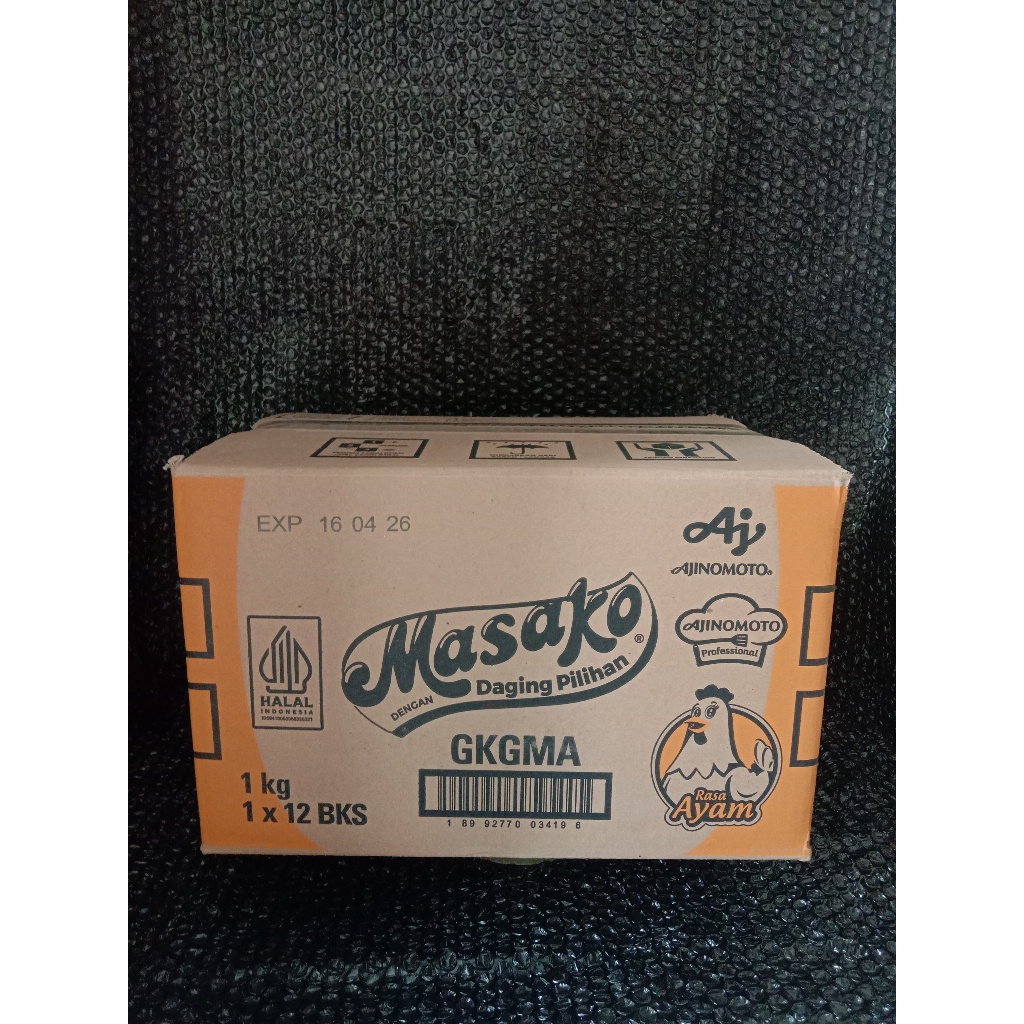 EXP 16 04 26
Aj
AJINOMOTO®
AJINOMOTO
Professional
Masako®
DENGAN Daging Pilihan
HALAL
INDONESIA
GKGMA
1 kg
1 x 12 BKS
1 89 92770 03419 6
Rasa
Ayam